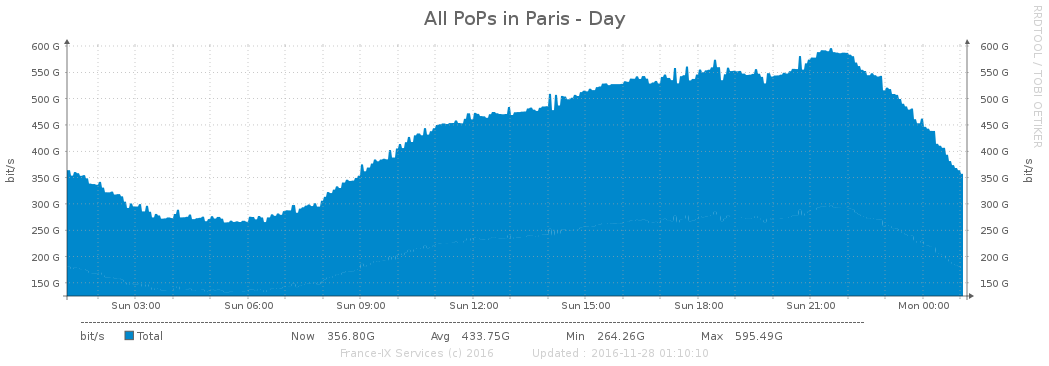 All PoPs in Paris - Day
RRDTOOL / TOBI OETIKER
600 G 600 G
550 G 550 G
500 G 500 G
450 G 450 G
400 G 400 G
350 G 350 G
300 G 300 G
250 G 250 G
200 G 200 G
150 G 150 G
bit/s bit/s
Sun 03:00 Sun 06:00 Sun 09:00 Sun 12:00 Sun 15:00 Sun 18:00 Sun 21:00 Mon 00:00
bit/s Total Now 356.80G Avg 433.75G Min 264.26G Max 595.49G
France-IX Services (c) 2016 Updated : 2016-11-28 01:10:10